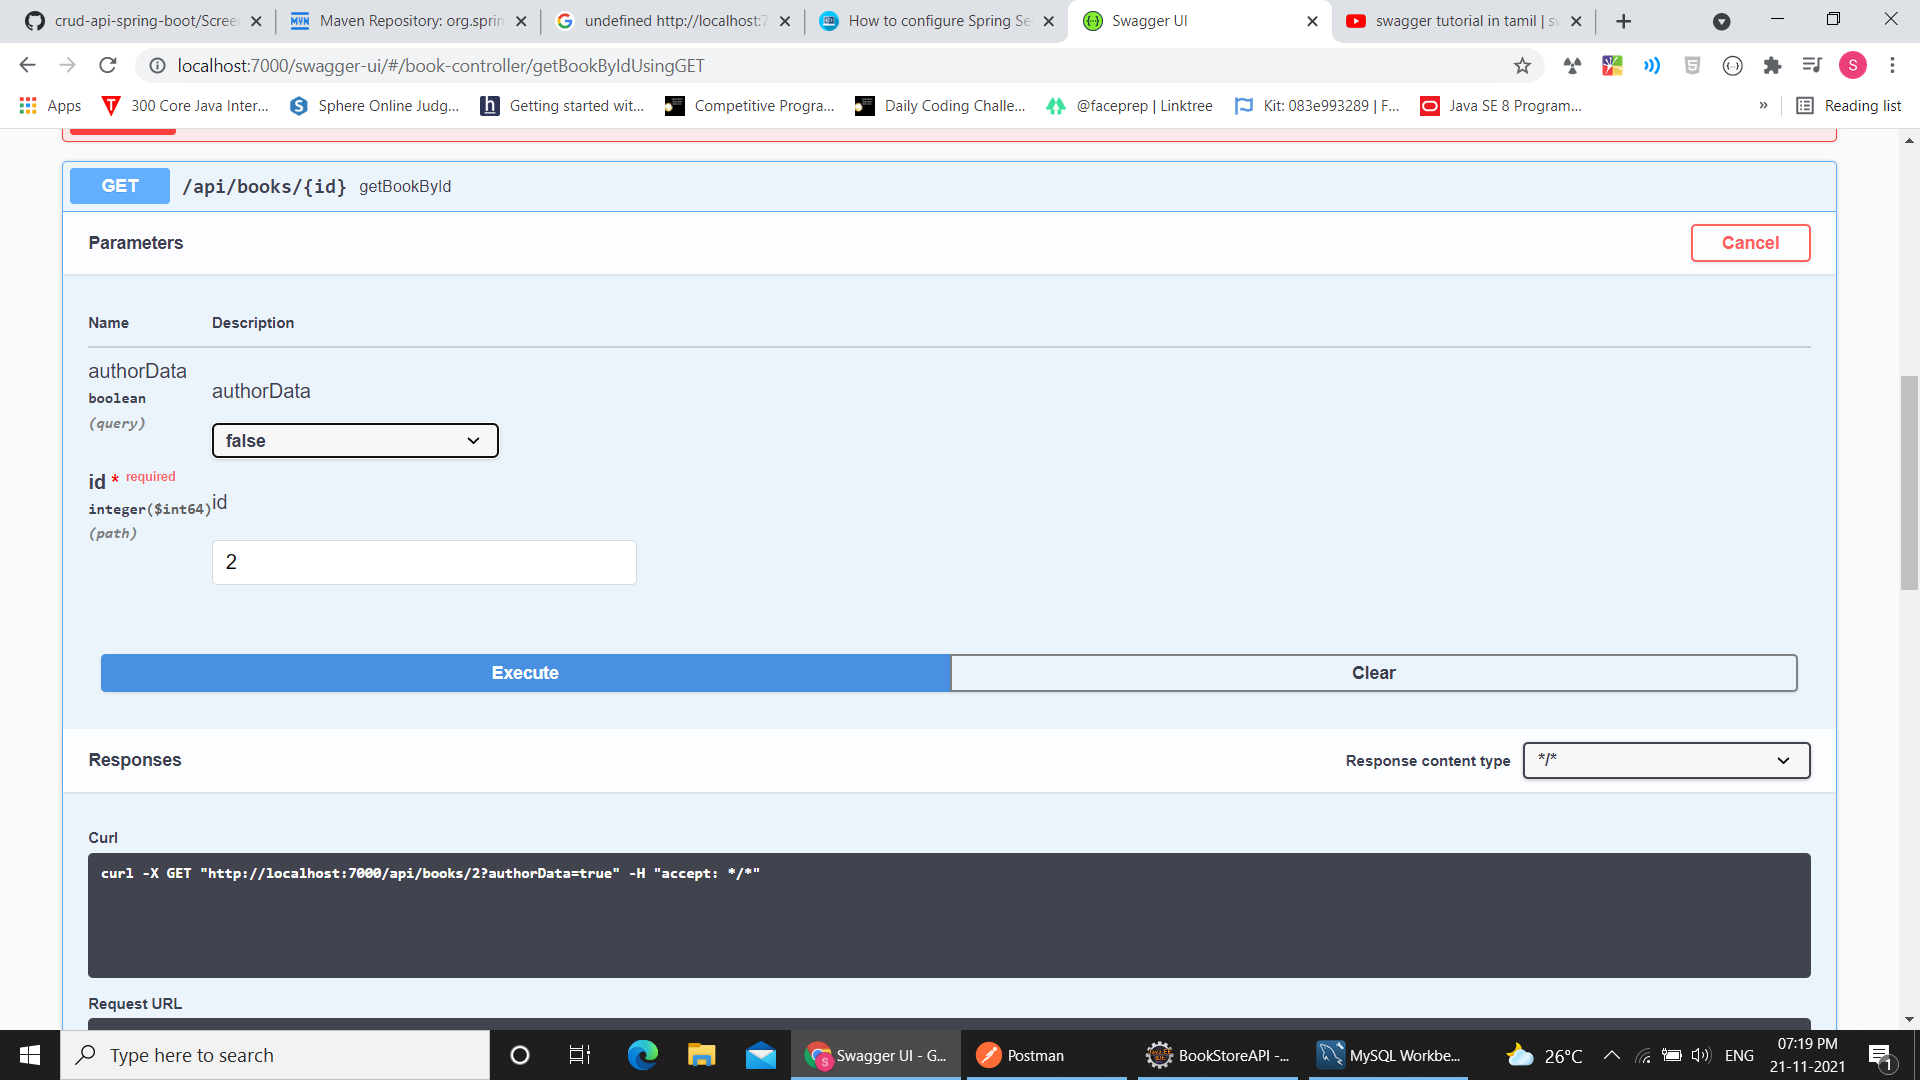 crud-api-spring-boot/Scree
Maven Repository: org.sprin
undefined http://localhost:7
How to configure Spring Se
Swagger UI
swagger tutorial in tamil | sw
localhost:7000/swagger-ui/#/book-controller/getBookByIdUsingGET
S
Apps
300 Core Java Inter...
Sphere Online Judg...
Getting started wit...
Competitive Progra...
Daily Coding Challe...
@faceprep | Linktree
Kit: 083e993289 | F...
Java SE 8 Program...
»
Reading list
GET /api/books/{id} getBookById
Parameters
Cancel
Name Description
authorData
boolean
(query)
authorData
false
id * required
integer($int64)
(path)
id
2
Execute
Clear
Responses
Response content type */*
Curl
curl -X GET "http://localhost:7000/api/books/2?authorData=true" -H "accept: */*"
Request URL
Type here to search
Swagger UI - G...
Postman
BookStoreAPI -...
MySQL Workbe...
26°C
ENG
07:19 PM
21-11-2021
1